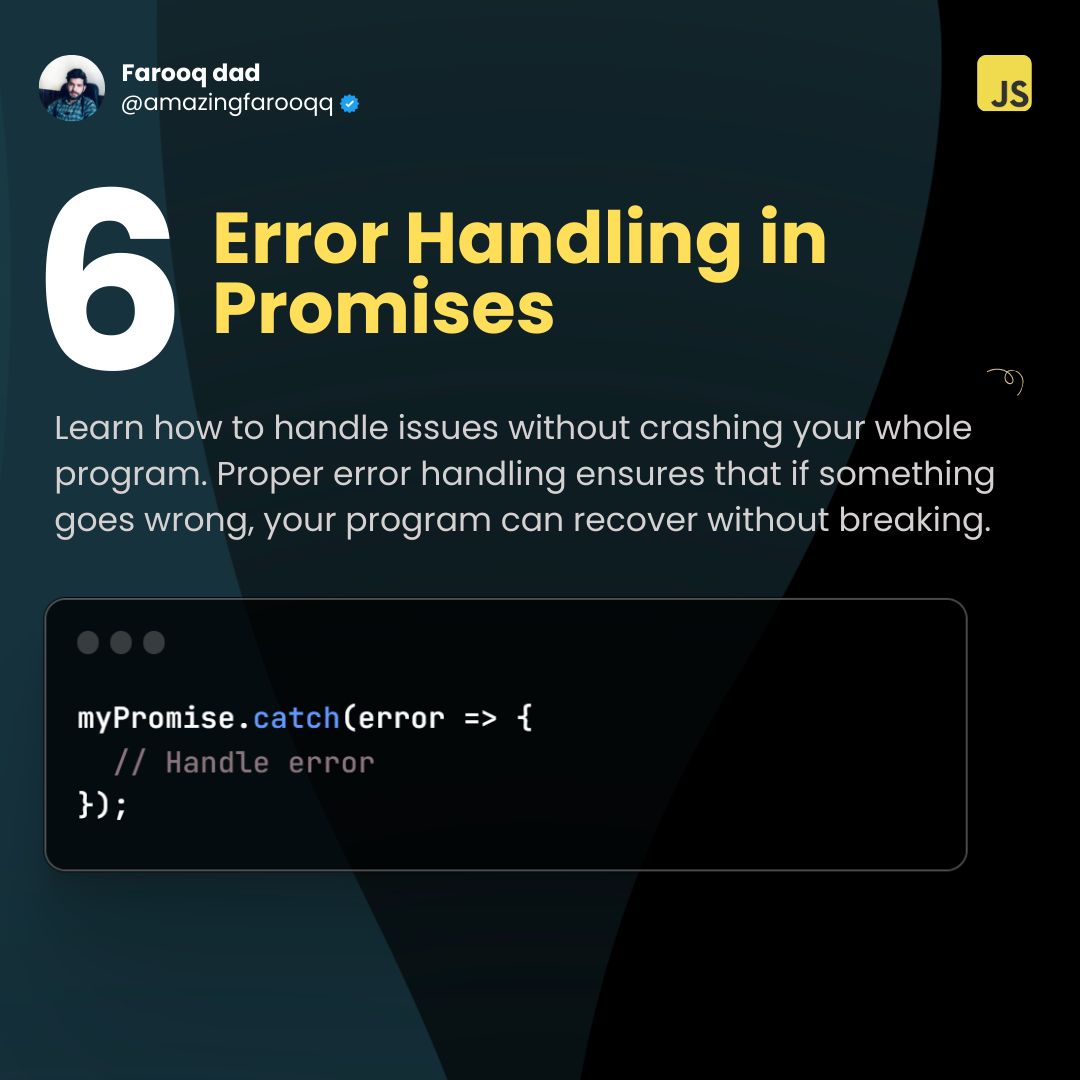 Farooq dad
@amazingfarooqq
JS
6
Error Handling in
Promises
Learn how to handle issues without crashing your whole
program. Proper error handling ensures that if something
goes wrong, your program can recover without breaking.
myPromise.catch(error => {
  // Handle error
});